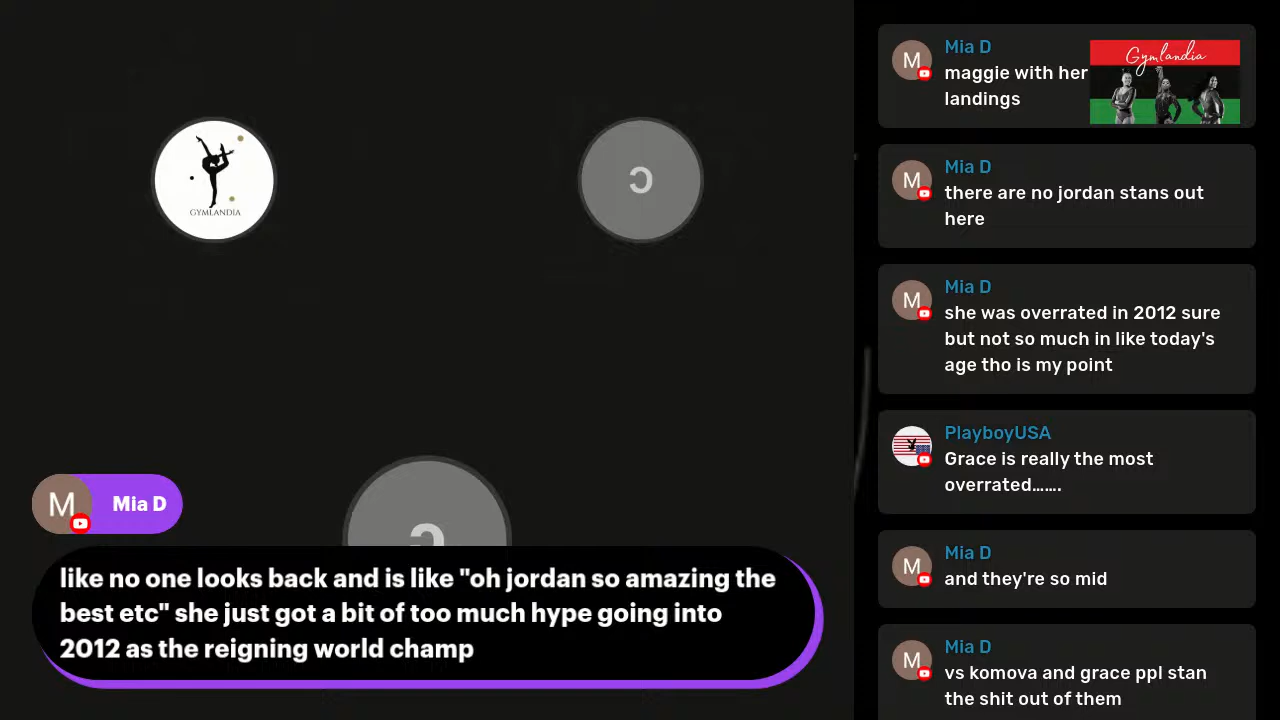 GYMLANDIA
C
C
M
Mia D
like no one looks back and is like "oh jordan so amazing the
best etc" she just got a bit of too much hype going into
2012 as the reigning world champ
M
Mia D
maggie with her
landings
Gymlandia
M
Mia D
there are no jordan stans out
here
M
Mia D
she was overrated in 2012 sure
but not so much in like today's
age tho is my point
PlayboyUSA
Grace is really the most
overrated.......
M
Mia D
and they're so mid
M
Mia D
vs komova and grace ppl stan
the shit out of them